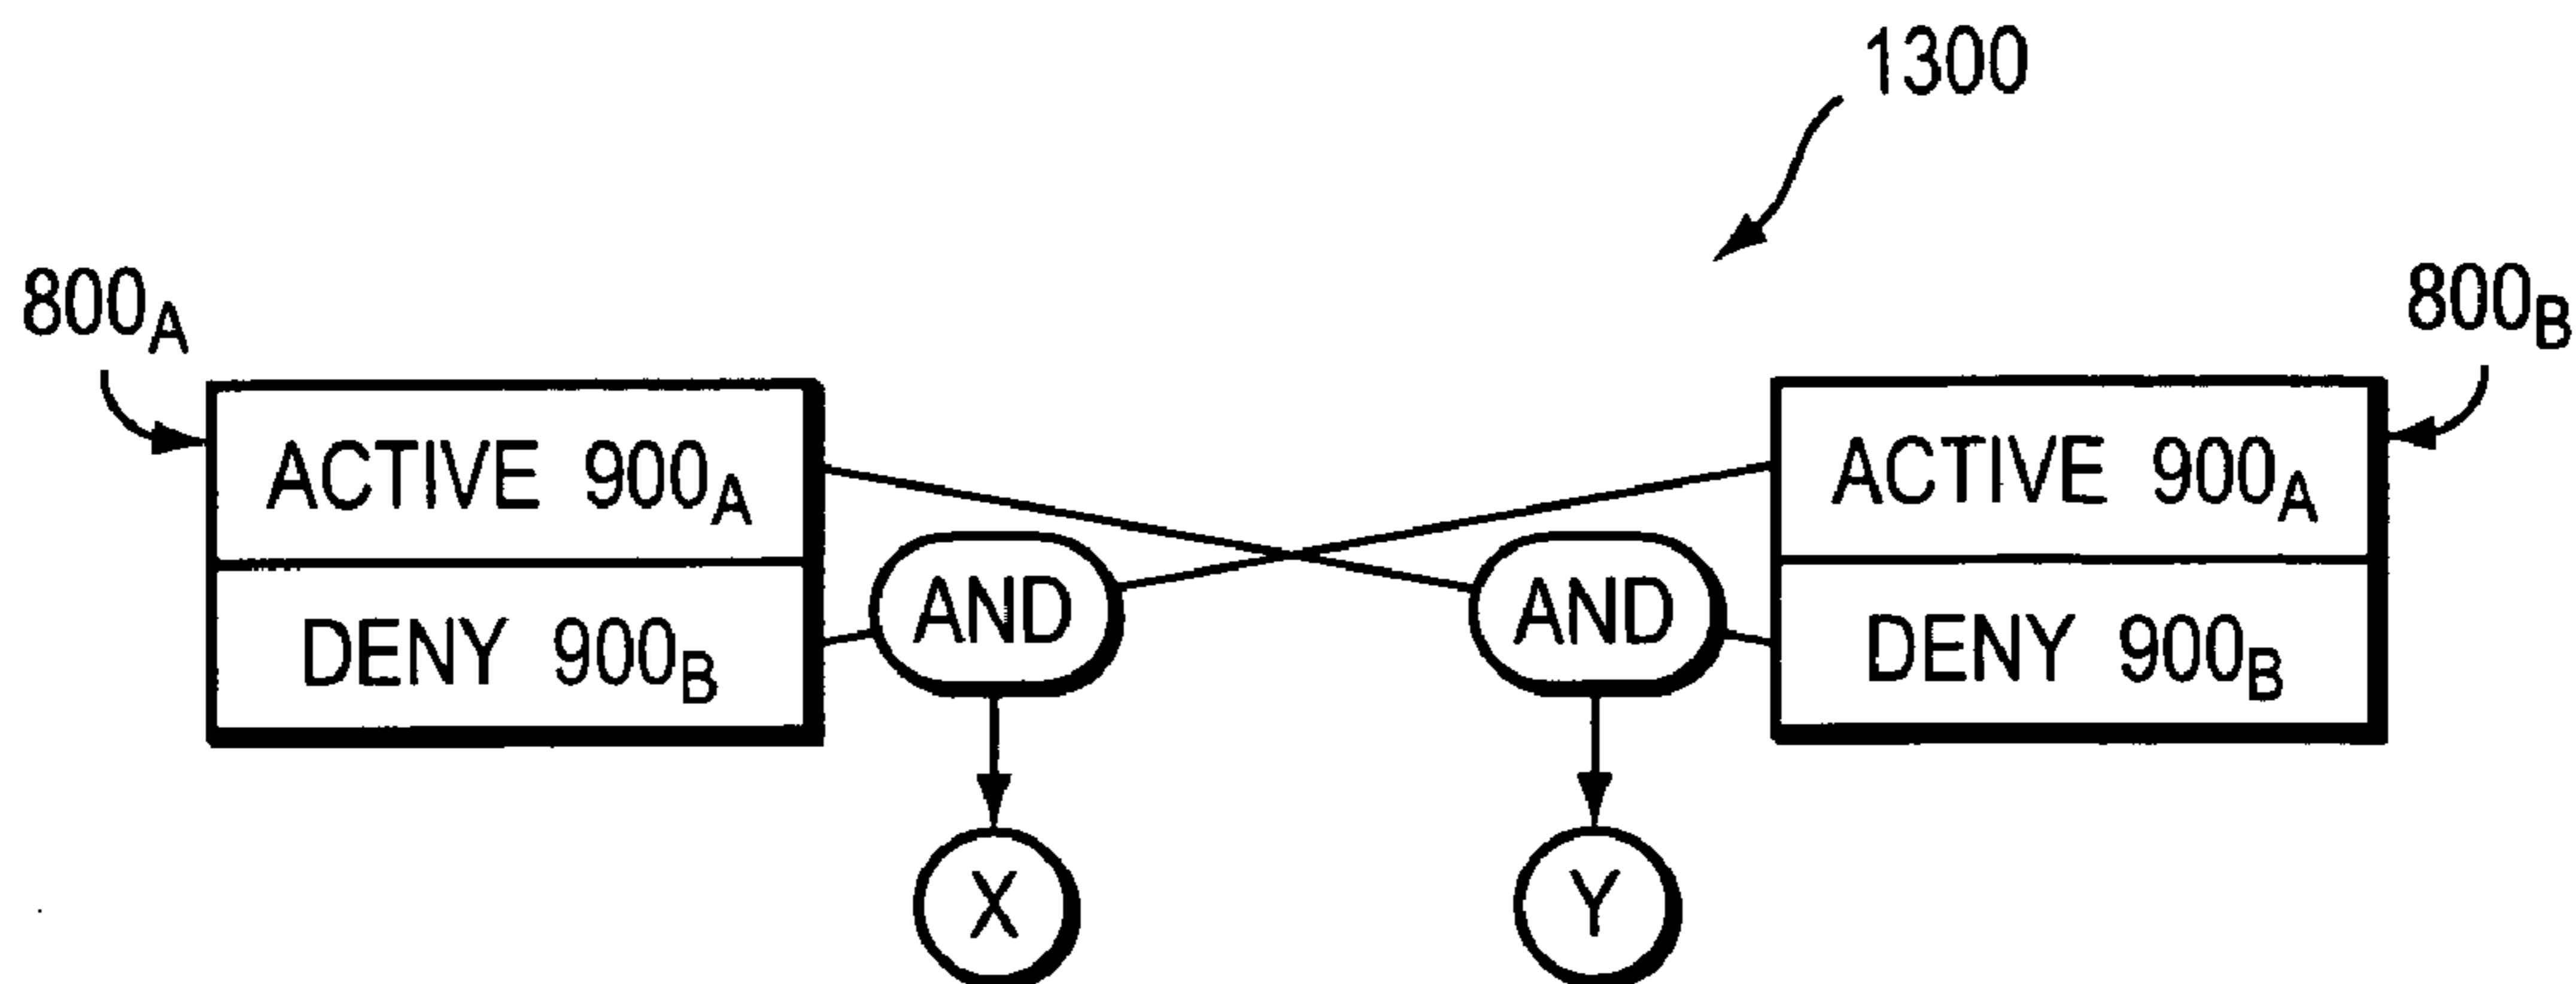 1300
800A
800B
ACTIVE 900A
ACTIVE 900A
AND
AND
DENY 900B
DENY 900B
X
Y